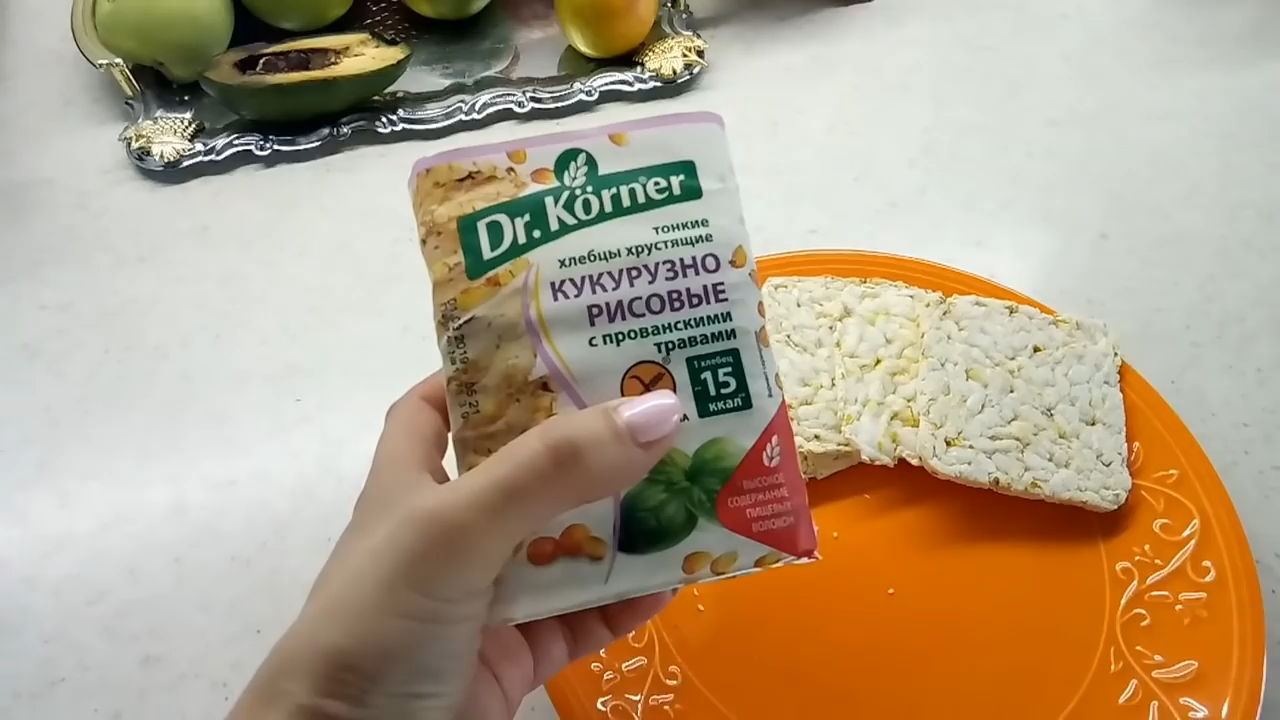 Dr. Körner
тонкие
хлебцы хрустящие
КУКУРУЗНО
РИСОВЫЕ
с прованскими
травами
1 хлебец
~15
ккал
ВЫСОКОЕ
СОДЕРЖАНИЕ
ПИЩЕВЫХ
ВОЛОКОН